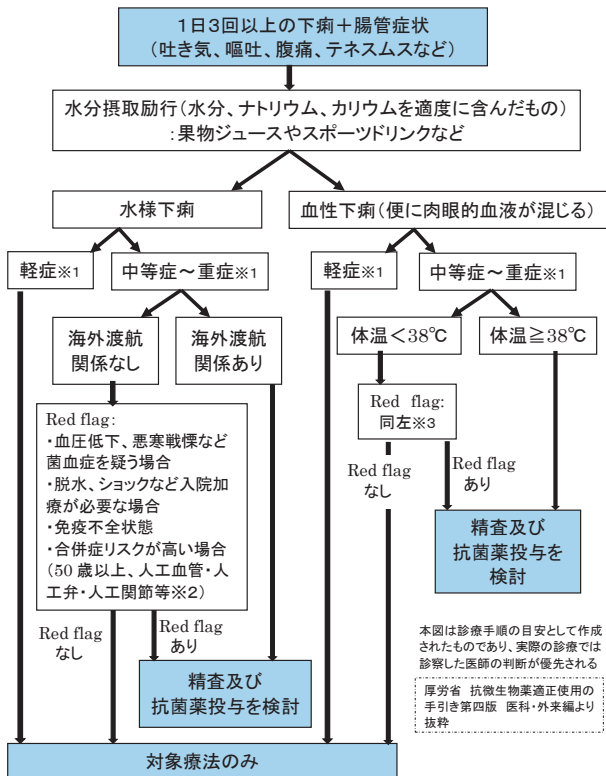 1日3回以上の下痢＋腸管症状
(吐き気、嘔吐、腹痛、テネスムスなど)
水分摂取励行(水分、ナトリウム、カリウムを適度に含んだもの)
:果物ジュースやスポーツドリンクなど
水様下痢
血性下痢(便に肉眼的血液が混じる)
軽症※1
中等症～重症※1
軽症※1
中等症～重症※1
海外渡航
関係なし
海外渡航
関係あり
体温＜38℃
体温≧38℃
Red flag:
・血圧低下、悪寒戦慄など
菌血症を疑う場合
・脱水、ショックなど入院加
療が必要な場合
・免疫不全状態
・合併症リスクが高い場合
(50歳以上、人工血管・人
工弁・人工関節等※2)
Red flag:
同左※3
Red flag
なし
Red flag
あり
精査及び
抗菌薬投与を
検討
Red flag
なし
Red flag
あり
精査及び
抗菌薬投与を検討
本図は診療手順の目安として作成
されたものであり、実際の診療では
診察した医師の判断が優先される
厚労省 抗微生物薬適正使用の
手引き第四版 医科・外来編より
抜粋
対象療法のみ